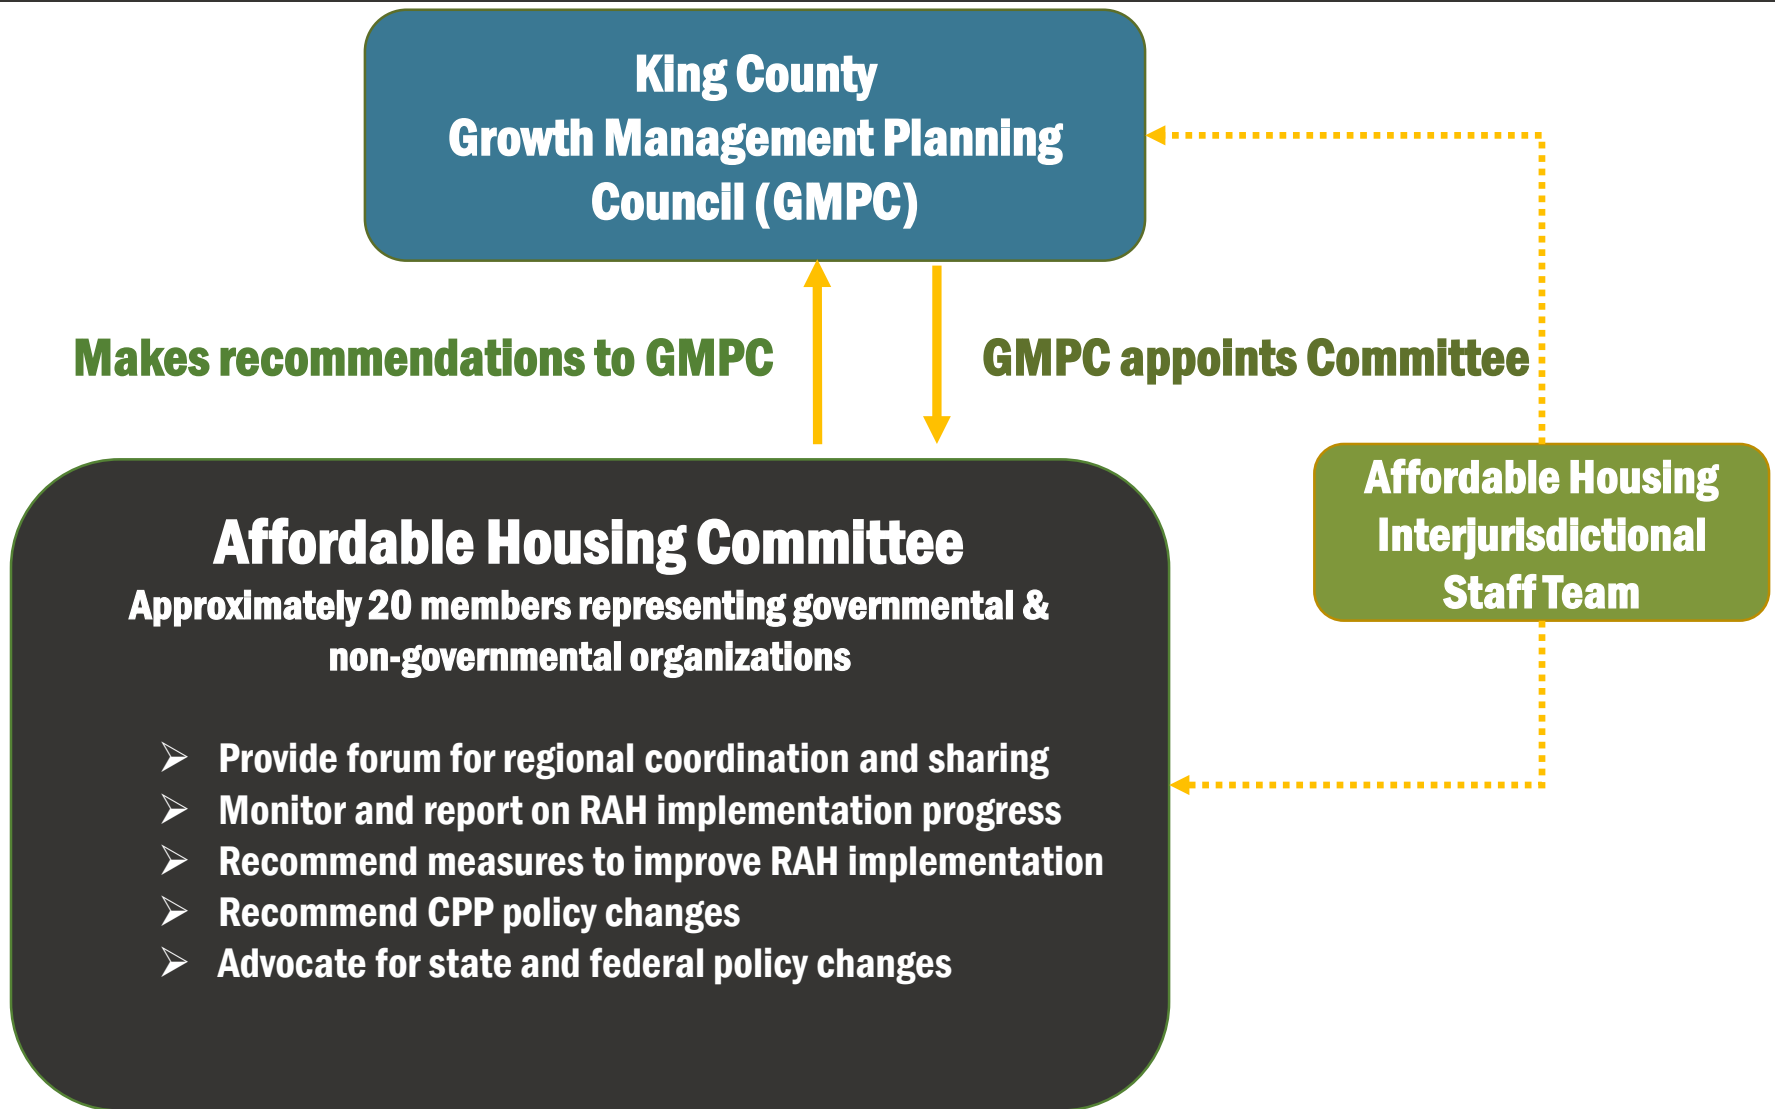 King County
Growth Management Planning
Council (GMPC)
Makes recommendations to GMPC
GMPC appoints Committee
Affordable Housing
Interjurisdictional
Staff Team
Affordable Housing Committee
Approximately 20 members representing governmental &
non-governmental organizations
➢ Provide forum for regional coordination and sharing
➢ Monitor and report on RAH implementation progress
➢ Recommend measures to improve RAH implementation
➢ Recommend CPP policy changes
➢ Advocate for state and federal policy changes